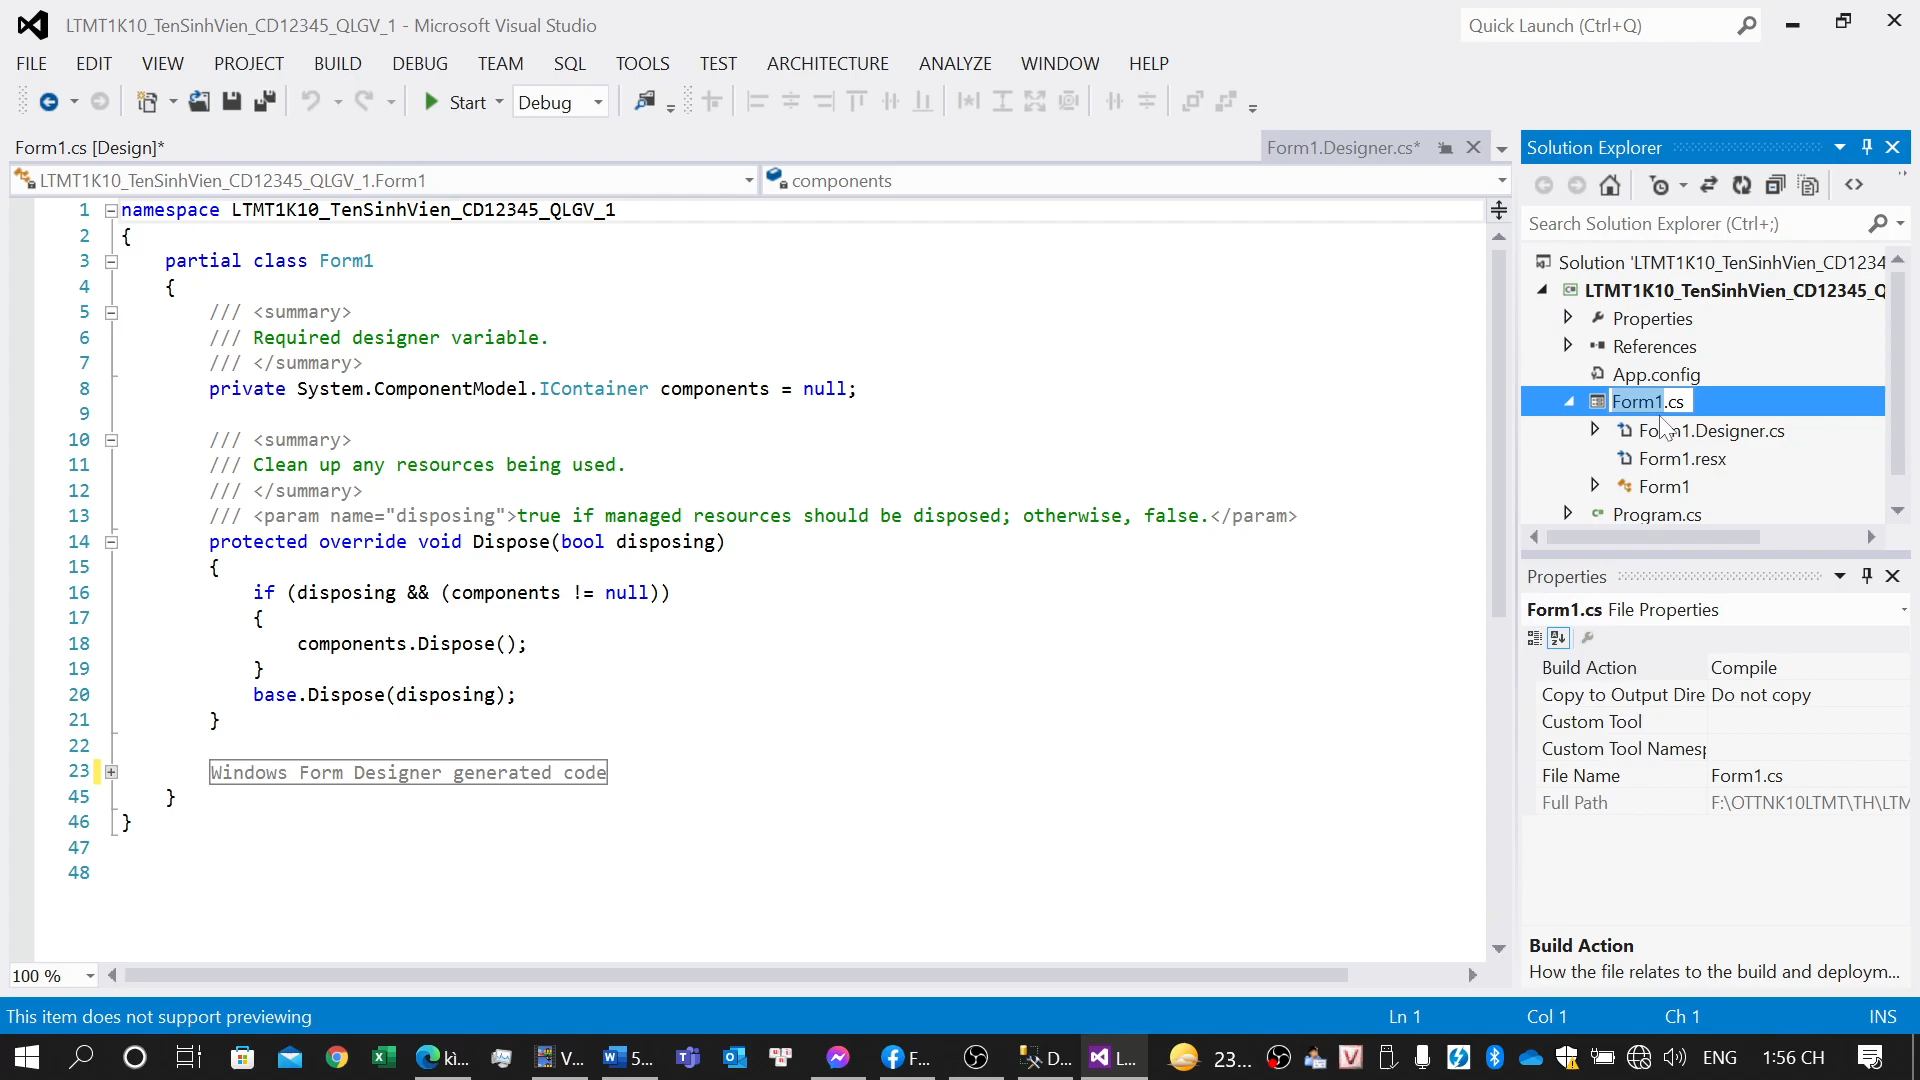 LTMT1K10_TenSinhVien_CD12345_QLGV_1 - Microsoft Visual Studio
Quick Launch (Ctrl+Q)
FILE EDIT VIEW PROJECT BUILD DEBUG TEAM SQL TOOLS TEST ARCHITECTURE ANALYZE WINDOW HELP
Start Debug
Form1.cs [Design]*
Form1.Designer.cs*
LTMT1K10_TenSinhVien_CD12345_QLGV_1.Form1
components
1 namespace LTMT1K10_TenSinhVien_CD12345_QLGV_1
2 {
3 partial class Form1
4 {
5 /// <summary>
6 /// Required designer variable.
7 /// </summary>
8 private System.ComponentModel.IContainer components = null;
9
10 /// <summary>
11 /// Clean up any resources being used.
12 /// </summary>
13 /// <param name="disposing">true if managed resources should be disposed; otherwise, false.</param>
14 protected override void Dispose(bool disposing)
15 {
16 if (disposing && (components != null))
17 {
18 components.Dispose();
19 }
20 base.Dispose(disposing);
21 }
22
23 Windows Form Designer generated code
45 }
46 }
47
48
100 %
Solution Explorer
Search Solution Explorer (Ctrl+;)
Solution 'LTMT1K10_TenSinhVien_CD1234
LTMT1K10_TenSinhVien_CD12345_Q
Properties
References
App.config
Form1.cs
Form1.Designer.cs
Form1.resx
Form1
Program.cs
Properties
Form1.cs File Properties
Build Action Compile
Copy to Output Dire Do not copy
Custom Tool
Custom Tool Namesp
File Name Form1.cs
Full Path F:\OTTNK10LTMT\TH\LTM
Build Action
How the file relates to the build and deploym...
This item does not support previewing
Ln 1 Col 1 Ch 1 INS
kì... V... 5... F... D... L... 23... ENG 1:56 CH